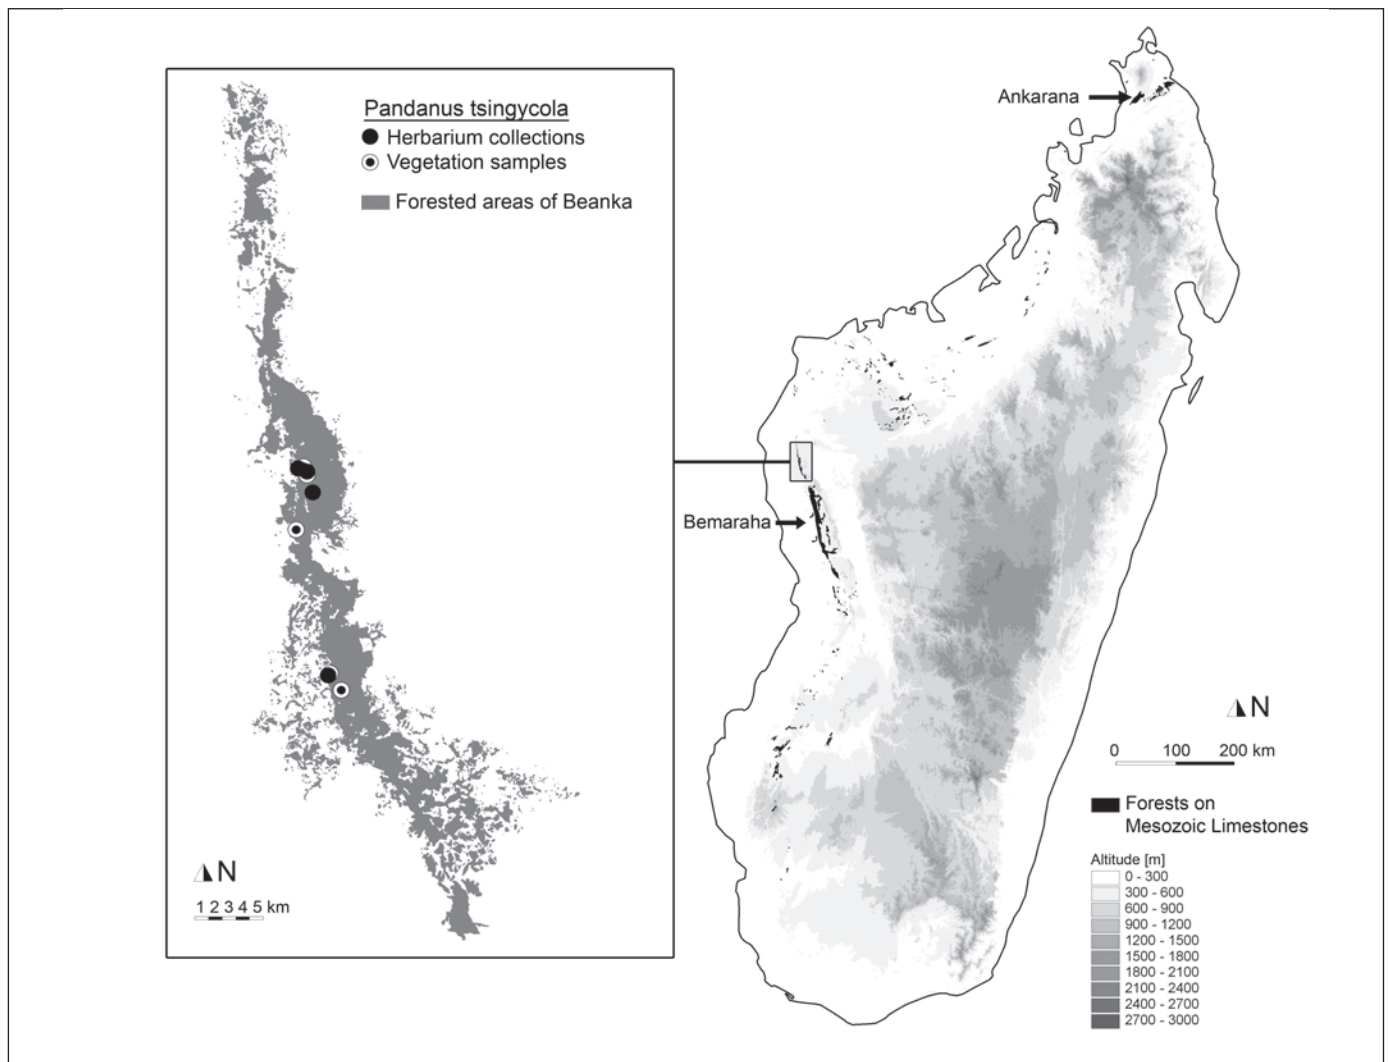 Pandanus tsingycola
Herbarium collections
Vegetation samples
Forested areas of Beanka
N
1 2 3 4 5 km
Ankarana
Bemaraha
N
0 100 200 km
Forests on
Mesozoic Limestones
Altitude [m]
0 - 300
300 - 600
600 - 900
900 - 1200
1200 - 1500
1500 - 1800
1800 - 2100
2100 - 2400
2400 - 2700
2700 - 3000